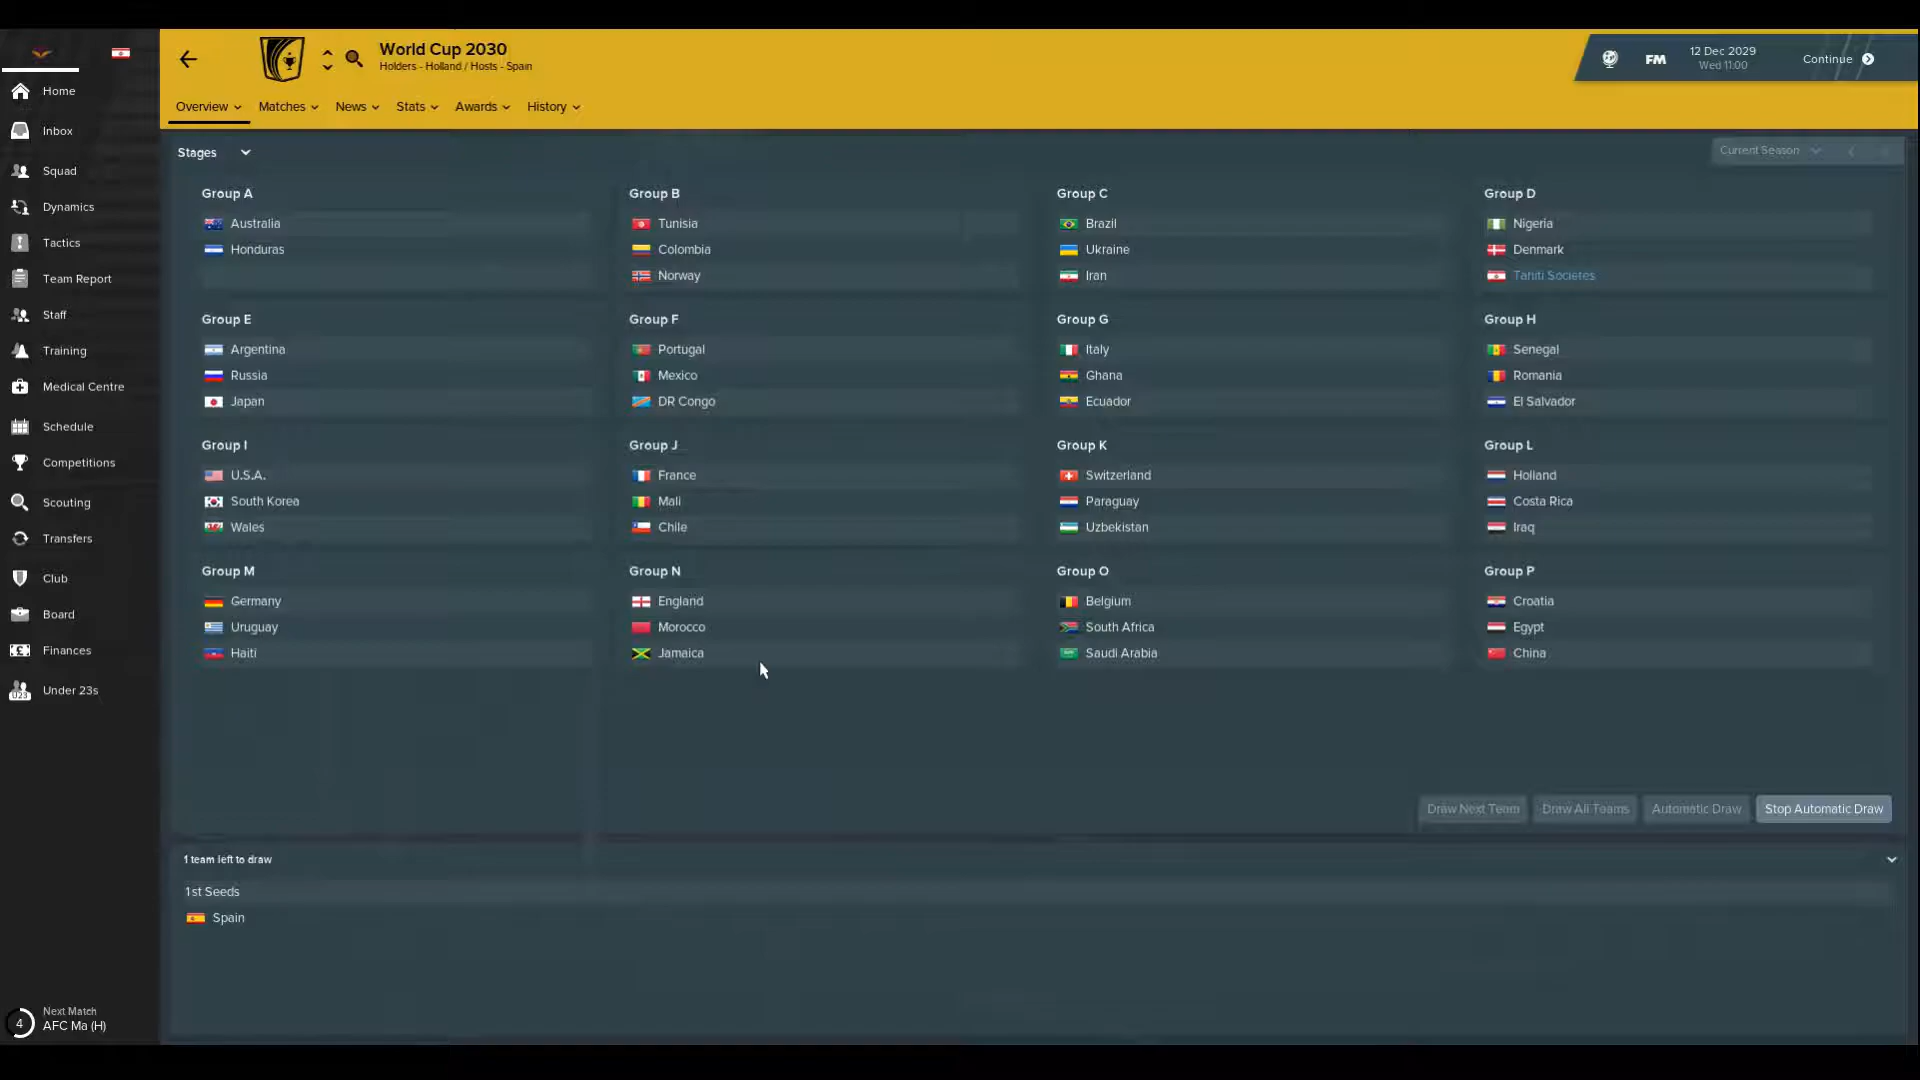 World Cup 2030
Holders - Holland / Hosts - Spain
FM
12 Dec 2029
Wed 11:00
Continue
Overview
Matches
News
Stats
Awards
History
Home
Inbox
Squad
Dynamics
Tactics
Team Report
Staff
Training
Medical Centre
Schedule
Competitions
Scouting
Transfers
Club
Board
Finances
U23
Under 23s
4
Next Match
AFC Ma (H)
Stages
Current Season
Group A
Australia
Honduras
Group B
Tunisia
Colombia
Norway
Group C
Brazil
Ukraine
Iran
Group D
Nigeria
Denmark
Tahiti Societes
Group E
Argentina
Russia
Japan
Group F
Portugal
Mexico
DR Congo
Group G
Italy
Ghana
Ecuador
Group H
Senegal
Romania
El Salvador
Group I
U.S.A.
South Korea
Wales
Group J
France
Mali
Chile
Group K
Switzerland
Paraguay
Uzbekistan
Group L
Holland
Costa Rica
Iraq
Group M
Germany
Uruguay
Haiti
Group N
England
Morocco
Jamaica
Group O
Belgium
South Africa
Saudi Arabia
Group P
Croatia
Egypt
China
Draw Next Team
Draw All Teams
Automatic Draw
Stop Automatic Draw
1 team left to draw
1st Seeds
Spain